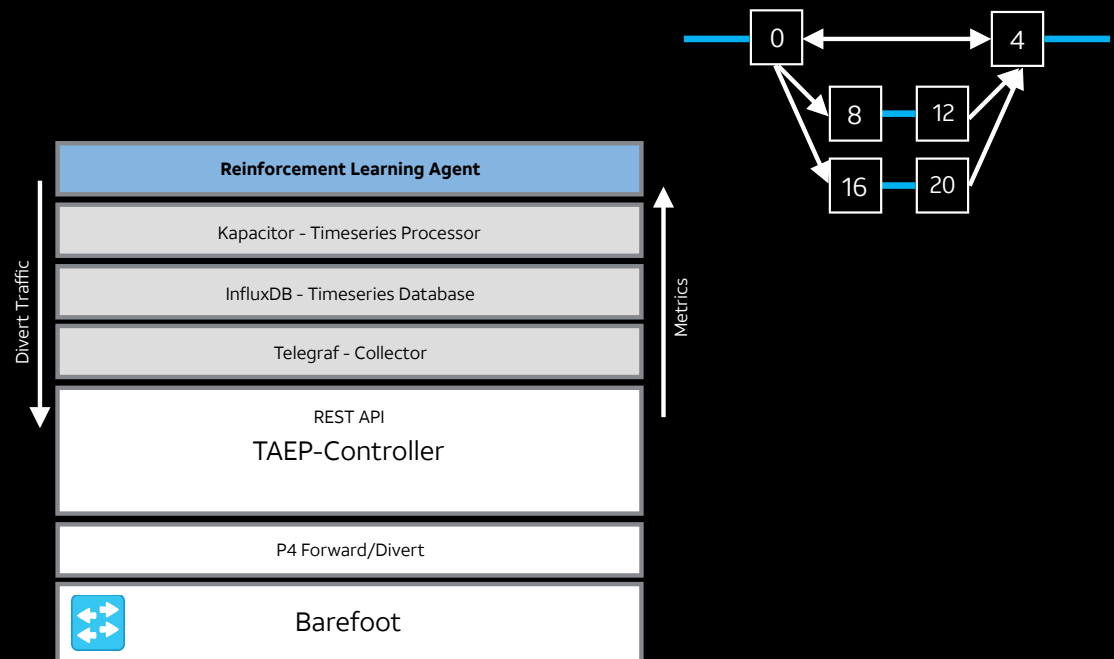 0
4
8
12
16
20
Reinforcement Learning Agent
Kapacitor - Timeseries Processor
InfluxDB - Timeseries Database
Telegraf - Collector
REST API
TAEP-Controller
P4 Forward/Divert
Barefoot
Divert Traffic
Metrics